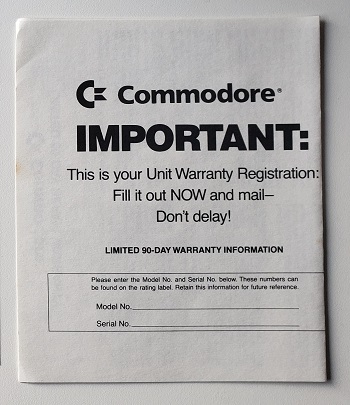 Commodore®
IMPORTANT:
This is your Unit Warranty Registration:
Fill it out NOW and mail–
Don't delay!
LIMITED 90-DAY WARRANTY INFORMATION
Please enter the Model No. and Serial No. below. These numbers can
be found on the rating label. Retain this information for future reference.
Model No.
Serial No.